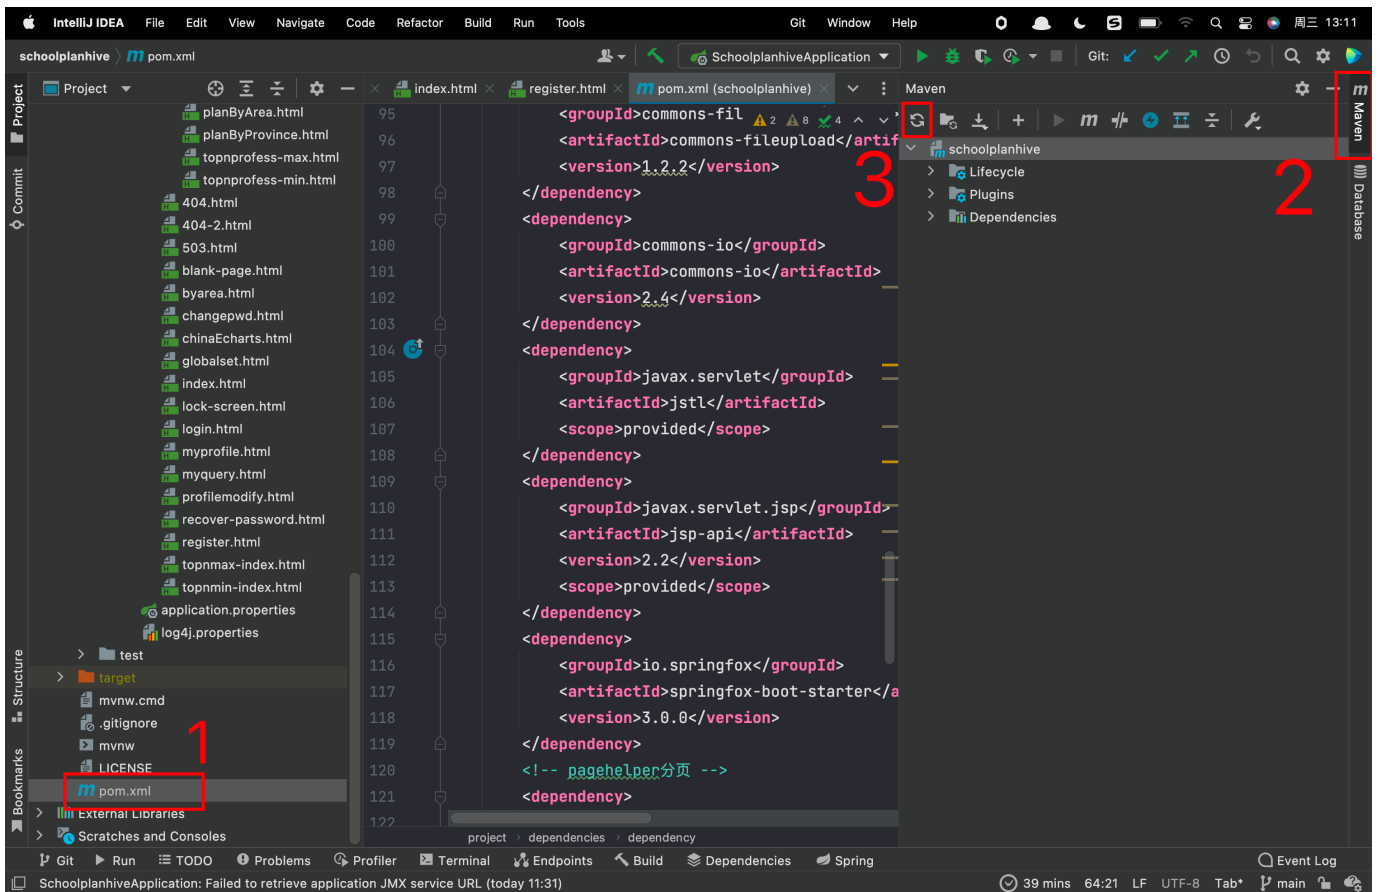 IntelliJ IDEA File Edit View Navigate Code Refactor Build Run Tools Git Window Help 周三 13:11
schoolplanhive pom.xml SchoolplanhiveApplication Git:
Project
Commit
Structure
Bookmarks
Project
planByArea.html
planByProvince.html
topnprofess-max.html
topnprofess-min.html
404.html
404-2.html
503.html
blank-page.html
byarea.html
changepwd.html
chinaEcharts.html
globalset.html
index.html
lock-screen.html
login.html
myprofile.html
myquery.html
profilemodify.html
recover-password.html
register.html
topnmax-index.html
topnmin-index.html
application.properties
log4j.properties
test
target
mvnw.cmd
.gitignore
mvnw
LICENSE
pom.xml
External Libraries
Scratches and Consoles
1
index.html register.html pom.xml (schoolplanhive)
2 8 4
95 <groupId>commons-fil
96 <artifactId>commons-fileupload</artif
97 <version>1.2.2</version>
98 </dependency>
99 <dependency>
100 <groupId>commons-io</groupId>
101 <artifactId>commons-io</artifactId>
102 <version>2.4</version>
103 </dependency>
104 <dependency>
105 <groupId>javax.servlet</groupId>
106 <artifactId>jstl</artifactId>
107 <scope>provided</scope>
108 </dependency>
109 <dependency>
110 <groupId>javax.servlet.jsp</groupId>
111 <artifactId>jsp-api</artifactId>
112 <version>2.2</version>
113 <scope>provided</scope>
114 </dependency>
115 <dependency>
116 <groupId>io.springfox</groupId>
117 <artifactId>springfox-boot-starter</a
118 <version>3.0.0</version>
119 </dependency>
120 <!-- pagehelper分页 -->
121 <dependency>
122
project dependencies dependency
3
Maven
schoolplanhive
Lifecycle
Plugins
Dependencies
2
Maven
Database
Git Run TODO Problems Profiler Terminal Endpoints Build Dependencies Spring Event Log
SchoolplanhiveApplication: Failed to retrieve application JMX service URL (today 11:31) 39 mins 64:21 LF UTF-8 Tab* main